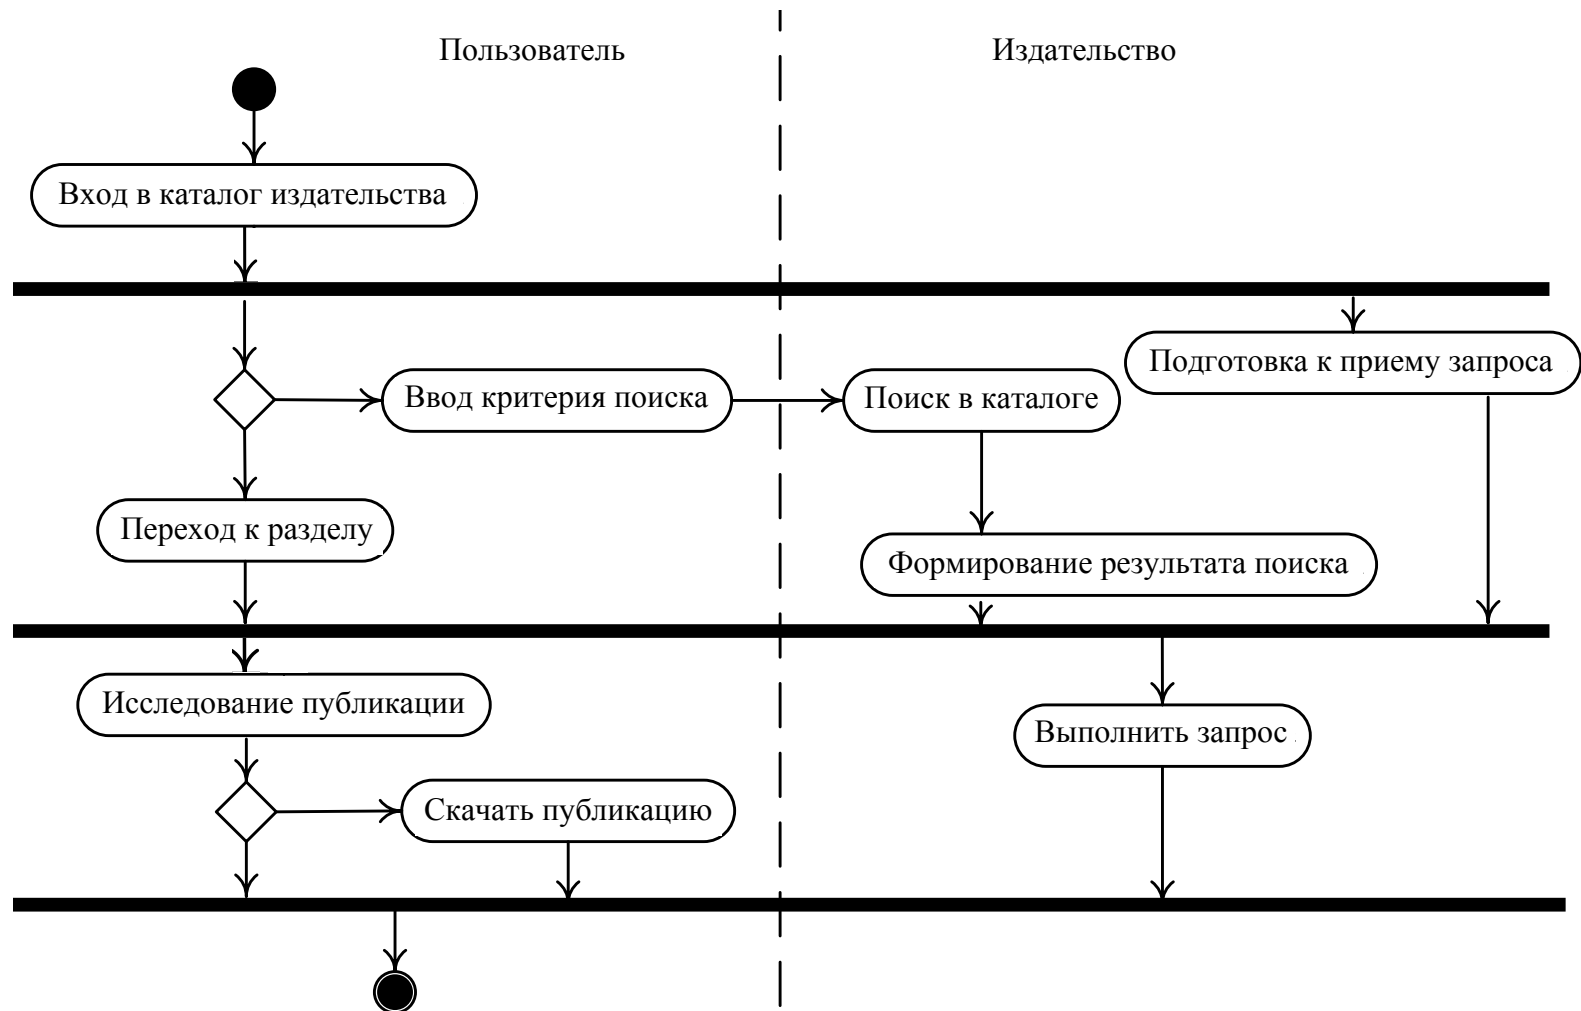 Пользователь
Издательство
Вход в каталог издательства
Подготовка к приему запроса
Ввод критерия поиска
Поиск в каталоге
Переход к разделу
Формирование результата поиска
Исследование публикации
Выполнить запрос
Скачать публикацию